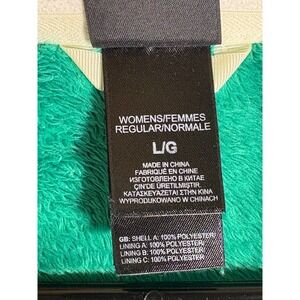 WOMENS/FEMMES
REGULAR/NORMALE
L/G
MADE IN CHINA
FABRIQUÉ EN CHINE
ИЗГОТОВЛЕНО В КИТАЕ
ÇIN'DE ÜRETILMIŞTIR.
ΚΑΤΑΣΚΕΥΑΖΕΤΑΙ ΣΤΗΝ ΚΙΝΑ
WYPRODUKOWANO W CHINACH
GB: SHELL A: 100% POLYESTER/
LINING A: 100% POLYESTER/
LINING B: 100% POLYESTER/
LINING C: 100% POLYESTER/